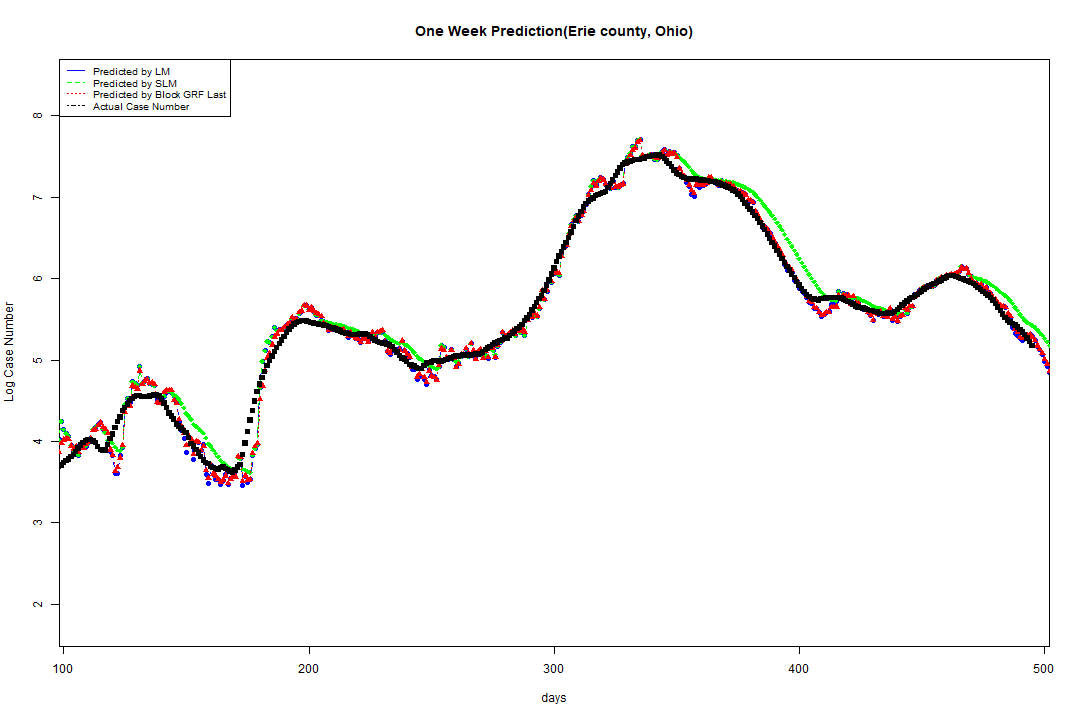 One Week Prediction(Erie county, Ohio)
Predicted by LM
Predicted by SLM
Predicted by Block GRF Last
Actual Case Number
8
7
6
5
4
3
2
Log Case Number
100 200 300 400 500
days